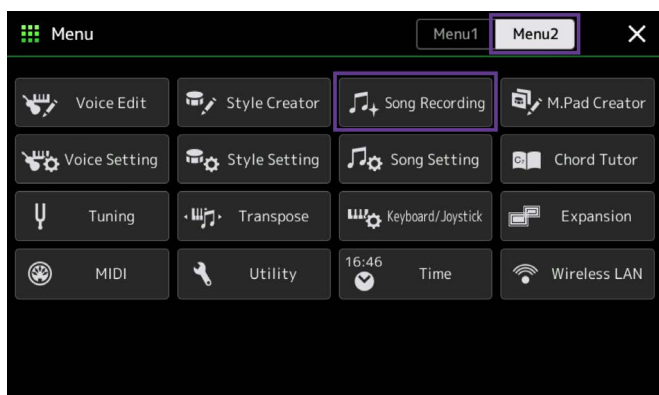 Menu
Menu1
Menu2
Voice Edit
Style Creator
Song Recording
M.Pad Creator
Voice Setting
Style Setting
Song Setting
C7
Chord Tutor
Tuning
Transpose
Keyboard/Joystick
Expansion
MIDI
Utility
16:46
Time
Wireless LAN